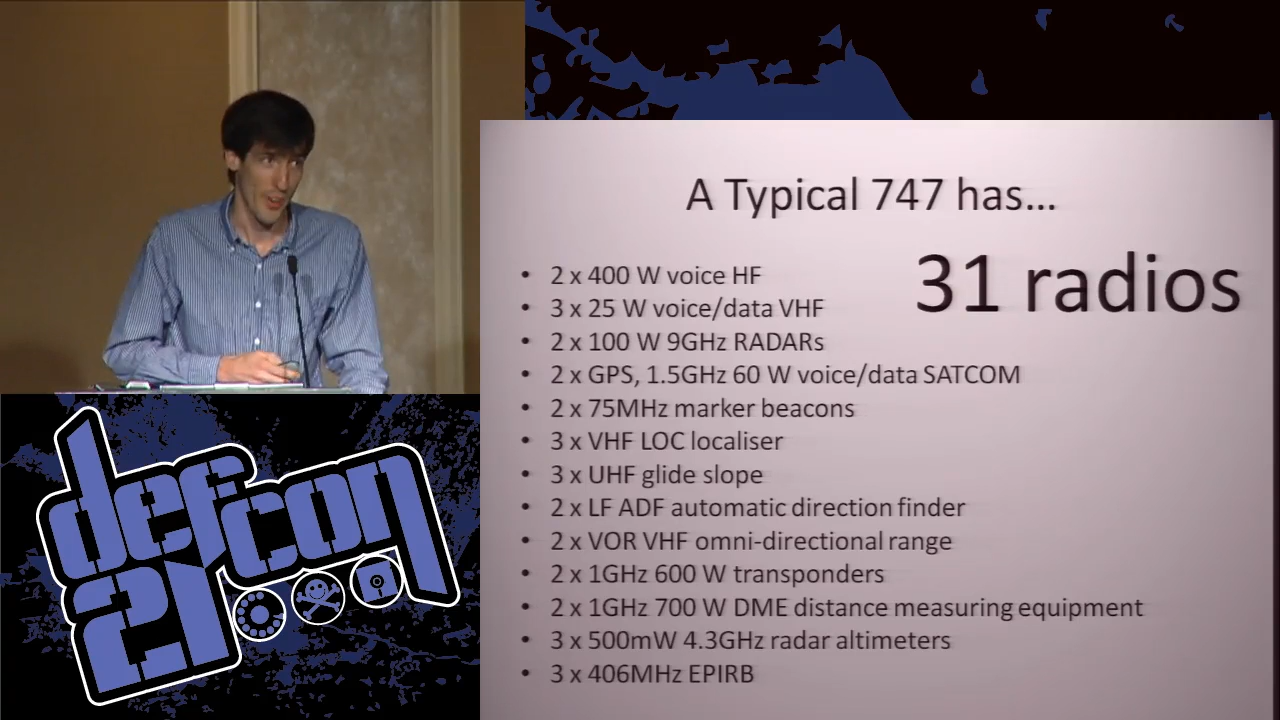 A Typical 747 has...
31 radios
• 2 x 400 W voice HF
• 3 x 25 W voice/data VHF
• 2 x 100 W 9GHz RADARs
• 2 x GPS, 1.5GHz 60 W voice/data SATCOM
• 2 x 75MHz marker beacons
• 3 x VHF LOC localiser
• 3 x UHF glide slope
• 2 x LF ADF automatic direction finder
• 2 x VOR VHF omni-directional range
• 2 x 1GHz 600 W transponders
• 2 x 1GHz 700 W DME distance measuring equipment
• 3 x 500mW 4.3GHz radar altimeters
• 3 x 406MHz EPIRB
defcon
21